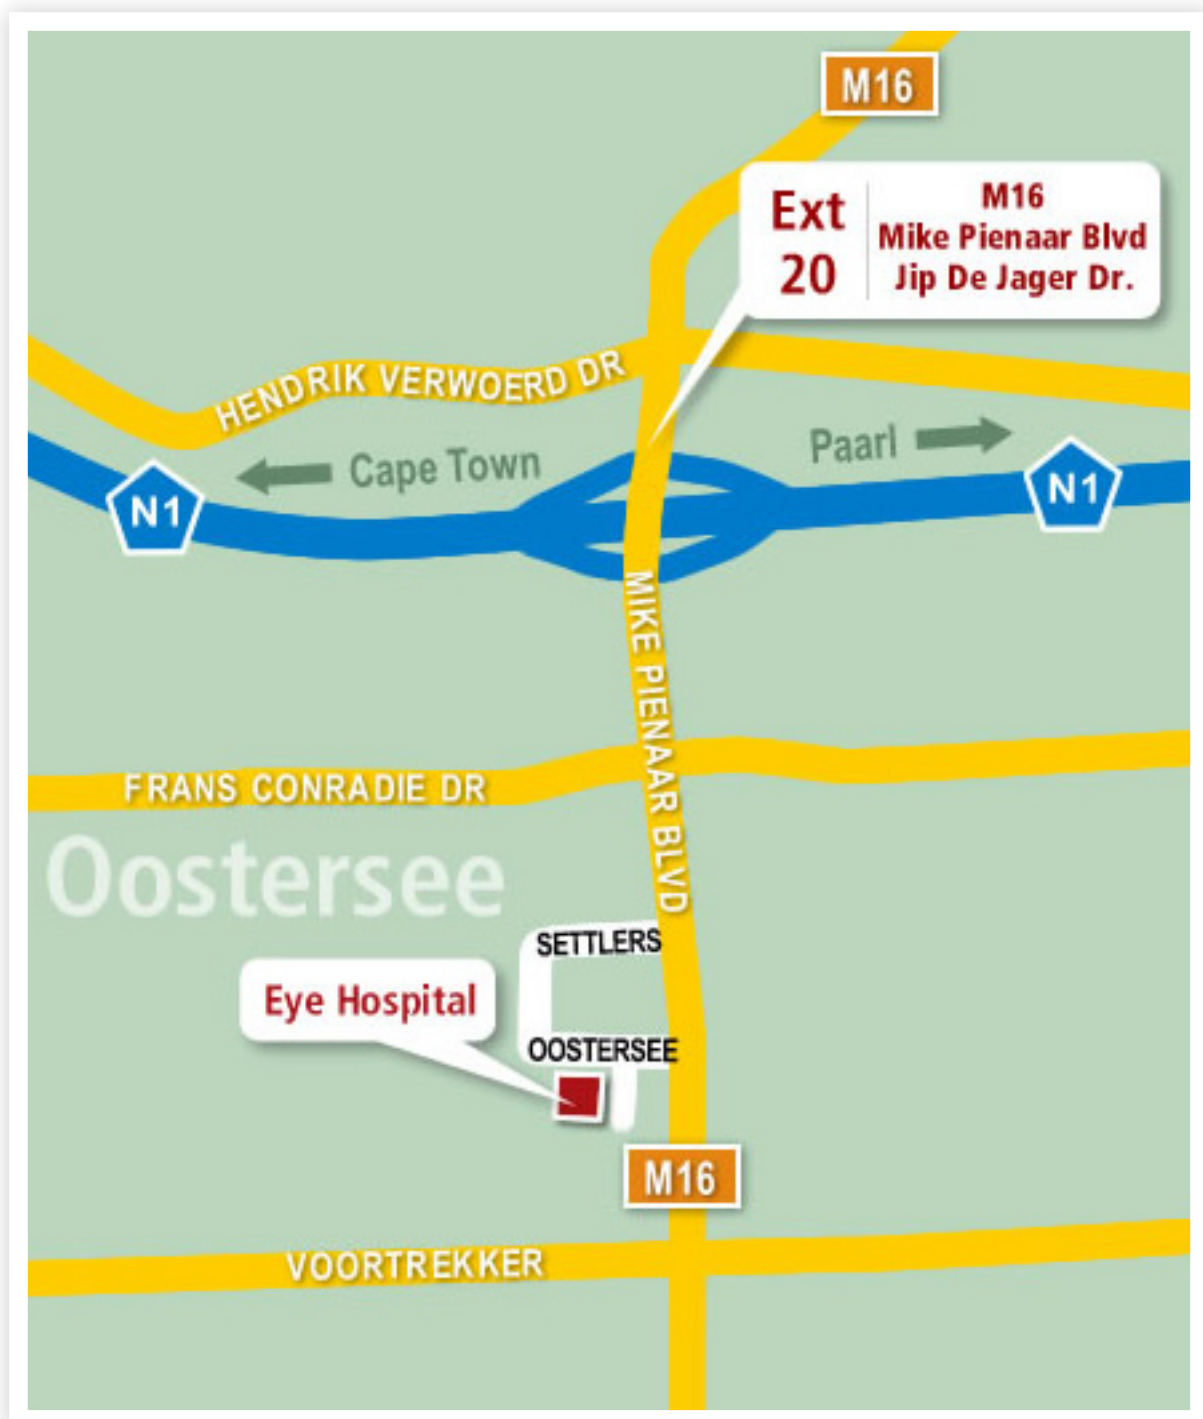 M16
Ext
20
M16
Mike Pienaar Blvd
Jip De Jager Dr.
HENDRIK VERWOERD DR
Cape Town
Paarl
N1
N1
MIKE PIENAAR BLVD
FRANS CONRADIE DR
Oostersee
SETTLERS
Eye Hospital
OOSTERSEE
M16
VOORTREKKER